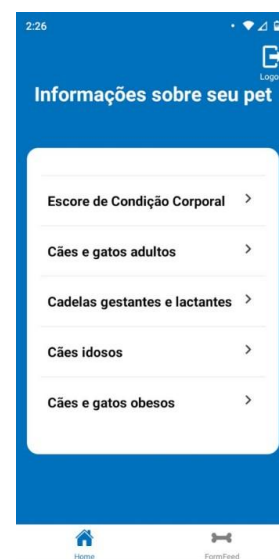 2:26
Logo
Informações sobre seu pet
Escore de Condição Corporal
Cães e gatos adultos
Cadelas gestantes e lactantes
Cães idosos
Cães e gatos obesos
Home
FormFeed